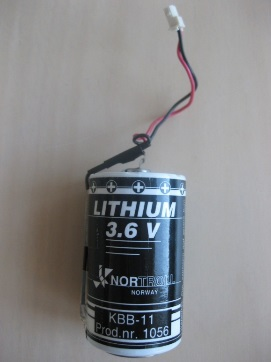 LITHIUM
3.6 V
NORTROLL
NORWAY
KBB-11
Prod.nr. 1056